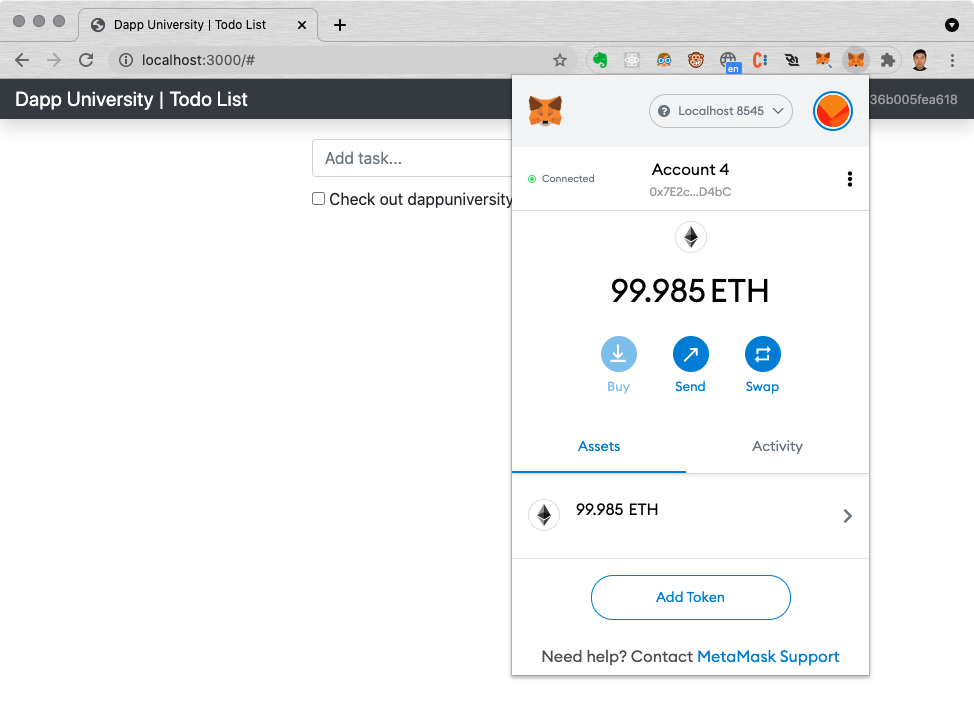 Dapp University | Todo List
localhost:3000/#
en
Dapp University | Todo List
36b005fea618
Localhost 8545
Add task...
Connected
Account 4
0x7E2c...D4bC
Check out dappuniversity
99.985 ETH
Buy
Send
Swap
Assets
Activity
99.985 ETH
Add Token
Need help? Contact MetaMask Support